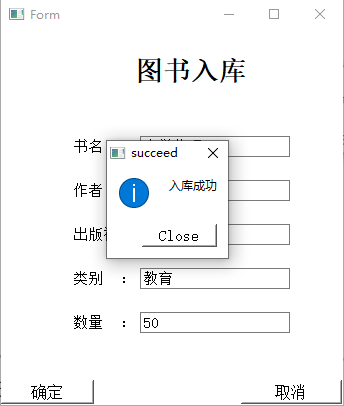 Form
图书入库
书名
succeed
入库成功
作者
出版
Close
类别 : 教育
数量 : 50
确定 取消